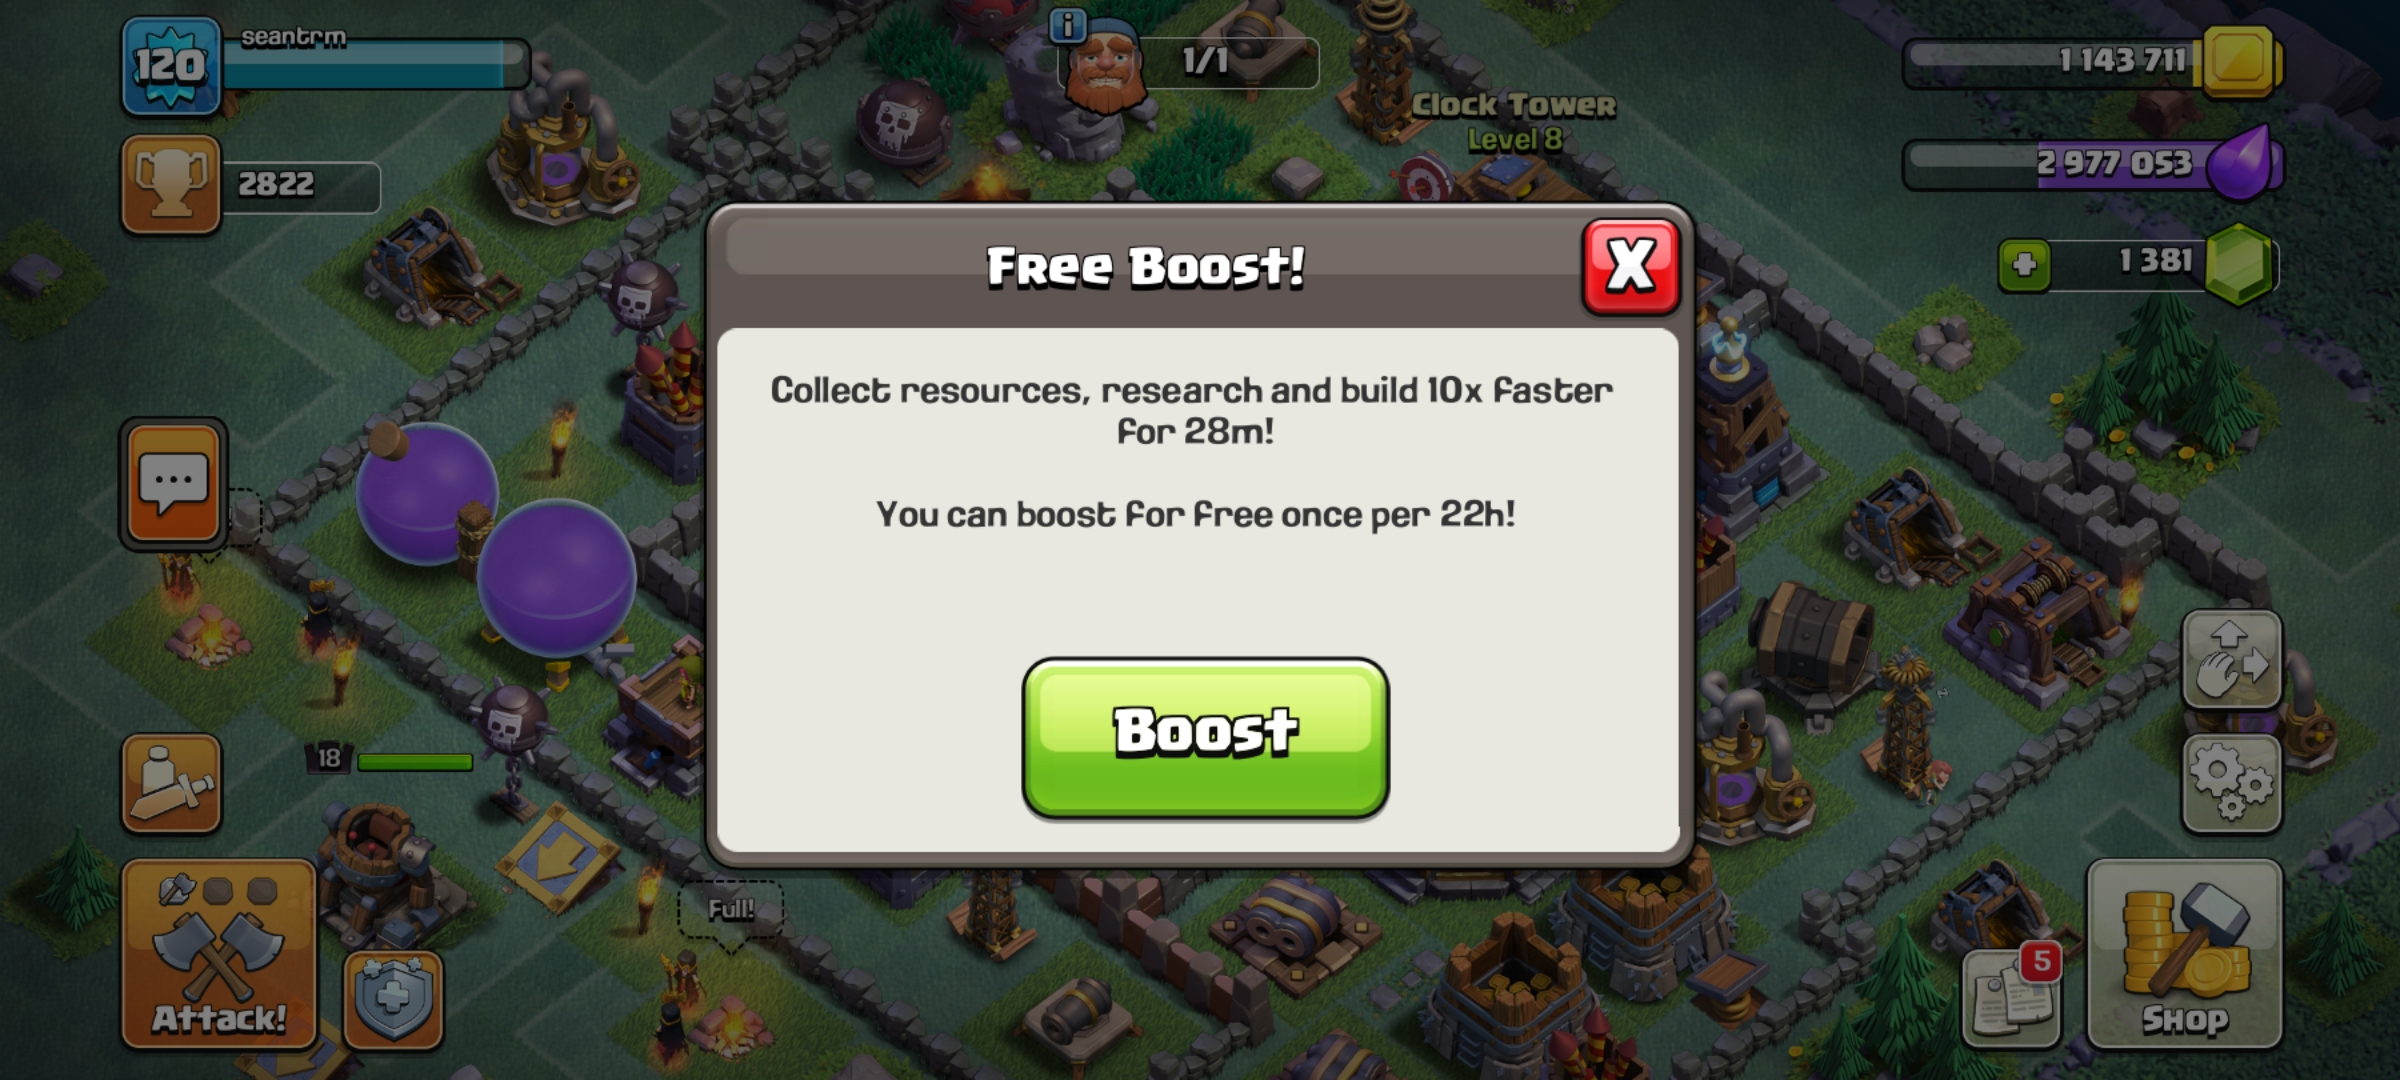 120
seantrm
i
1/1
1 143 711
Clock Tower
Level 8
2822
2 977 053
1 381
Free Boost!
X
Collect resources, research and build 10x faster
for 28m!
You can boost for free once per 22h!
Boost
18
Full!
Attack!
5
Shop